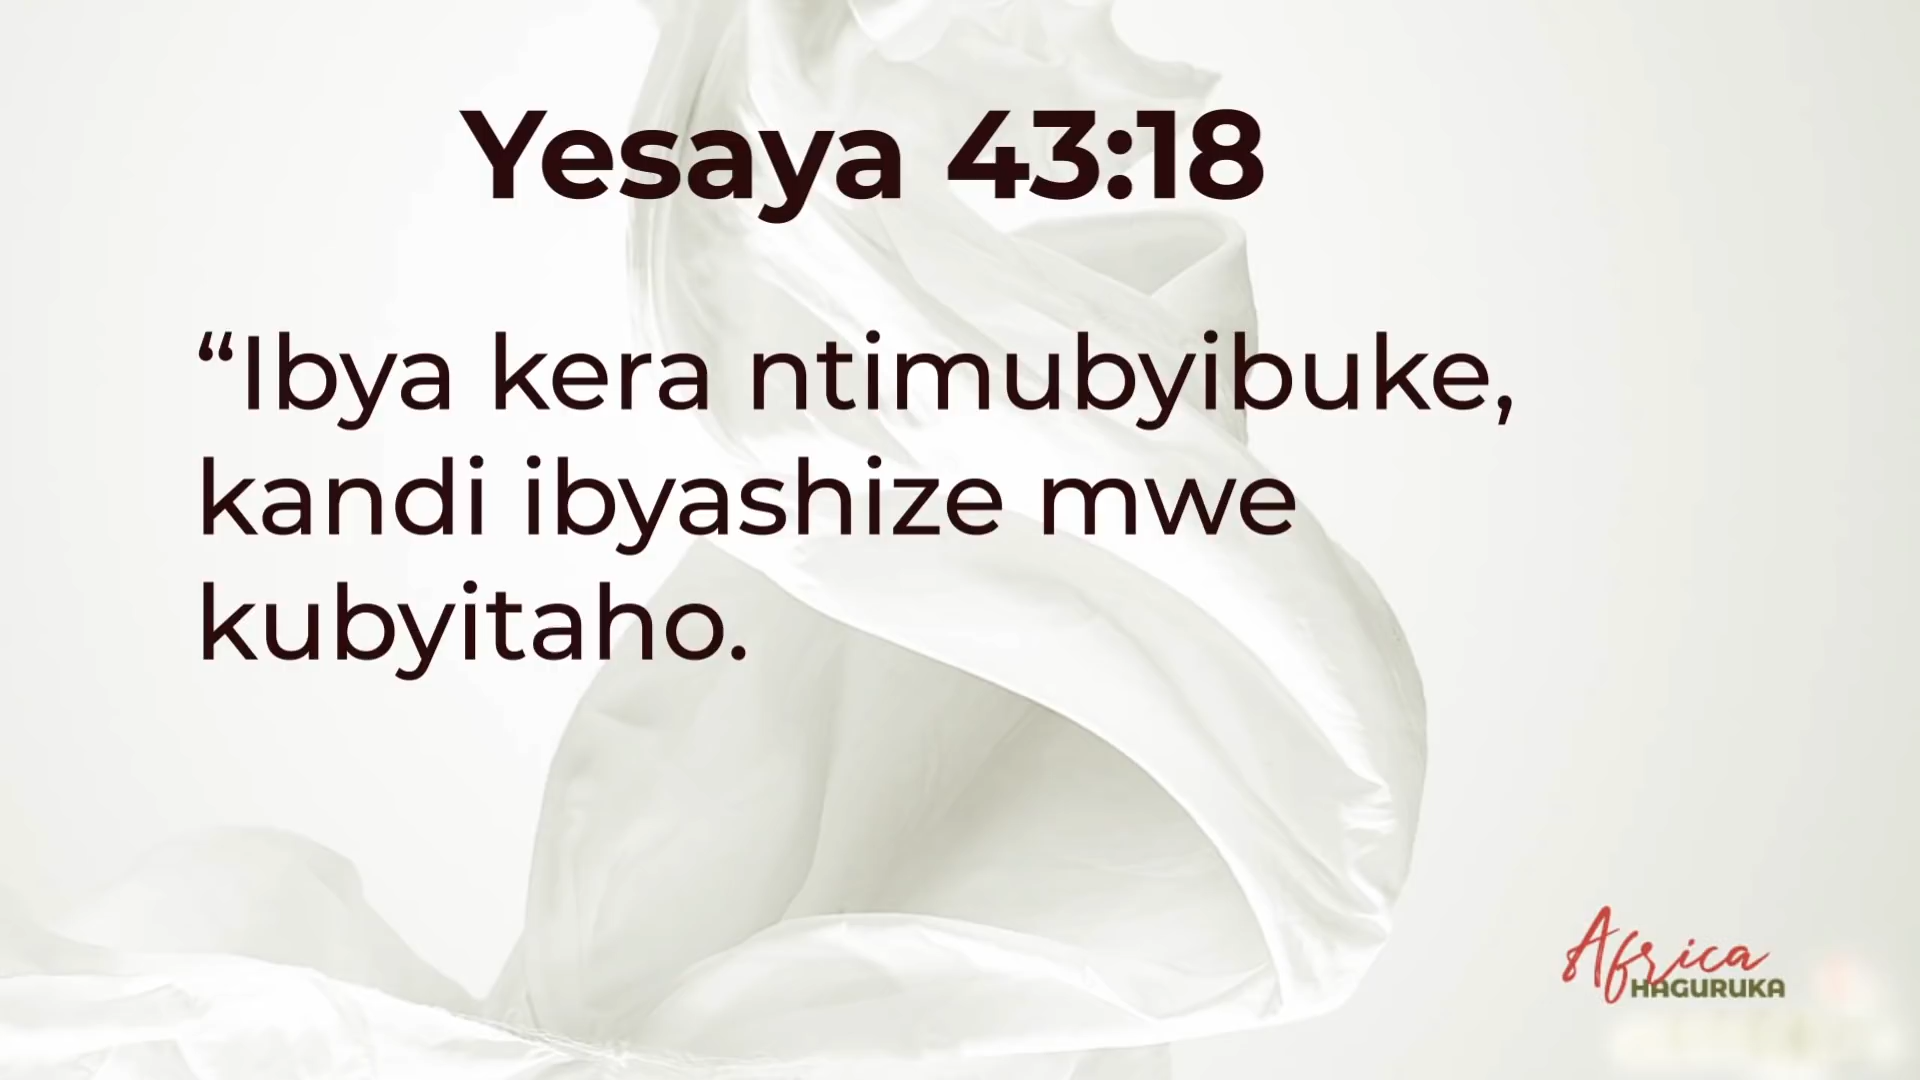 Yesaya 43:18
“Ibya kera ntimubyibuke,
kandi ibyashize mwe
kubyitaho.
Africa
HAGURUKA